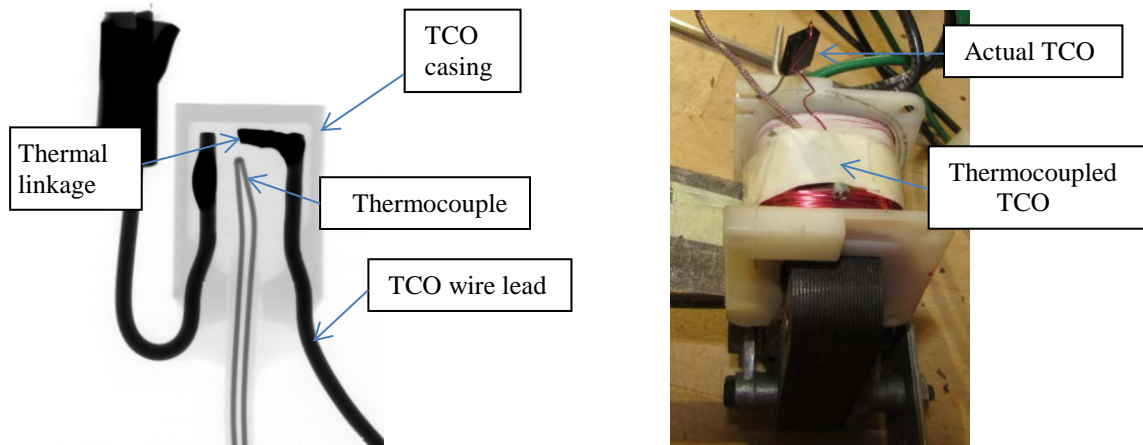 TCO
casing
Thermal
linkage
Thermocouple
TCO wire lead
Actual TCO
Thermocoupled
TCO